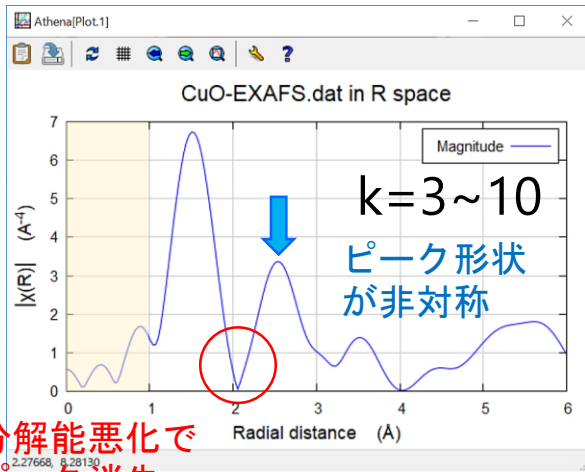 Athena[Plot.1]
CuO-EXAFS.dat in R space
Magnitude
k=3~10
ピーク形状
が非対称
|χ(R)| (Å⁻⁴)
7
6
5
4
3
2
1
0
0 1 2 3 4 5 6
Radial distance (Å)
分解能悪化で
2.27668, 8.28130